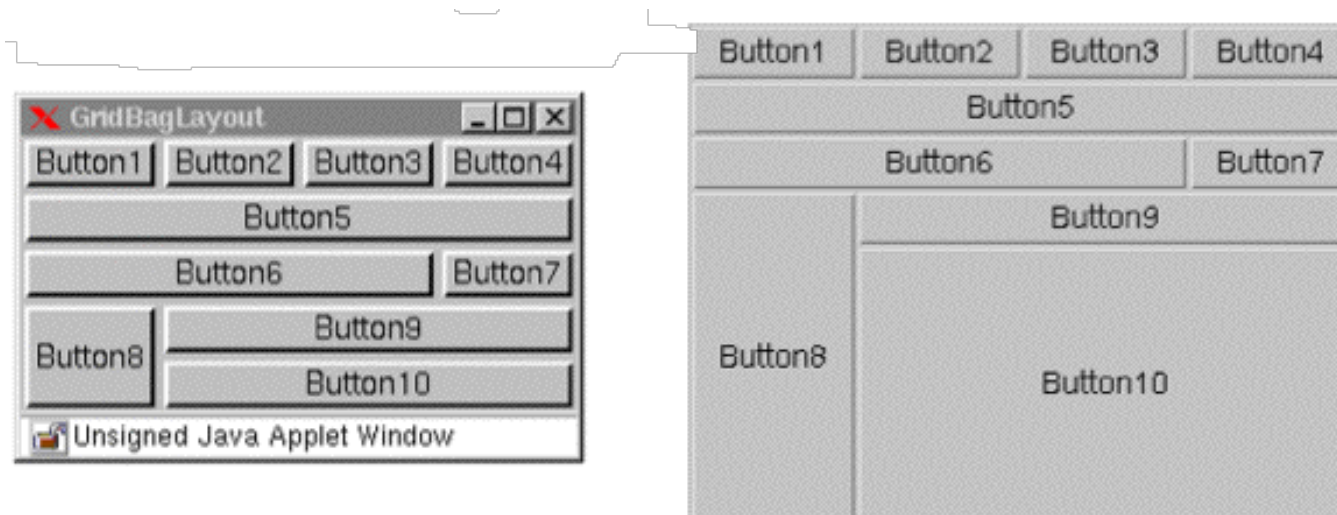 GridBagLayout
Button1 Button2 Button3 Button4
Button5
Button6 Button7
Button8
Button9
Button10
Unsigned Java Applet Window
Button1 Button2 Button3 Button4
Button5
Button6 Button7
Button9
Button8
Button10